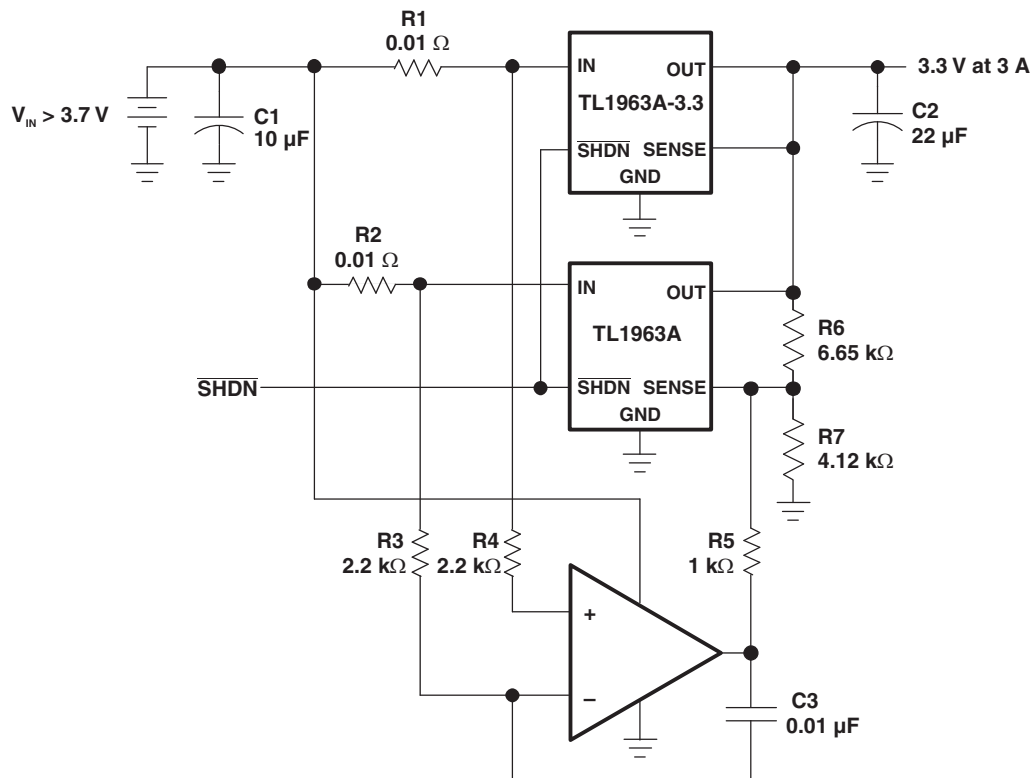 R1
0.01 Ω
IN
OUT
3.3 V at 3 A
TL1963A-3.3
V_IN > 3.7 V
C1
10 µF
C2
22 µF
SHDN
SENSE
GND
R2
0.01 Ω
IN
OUT
TL1963A
R6
6.65 kΩ
SHDN
SHDN
SENSE
GND
R7
4.12 kΩ
R3
2.2 kΩ
R4
2.2 kΩ
R5
1 kΩ
+
–
C3
0.01 µF